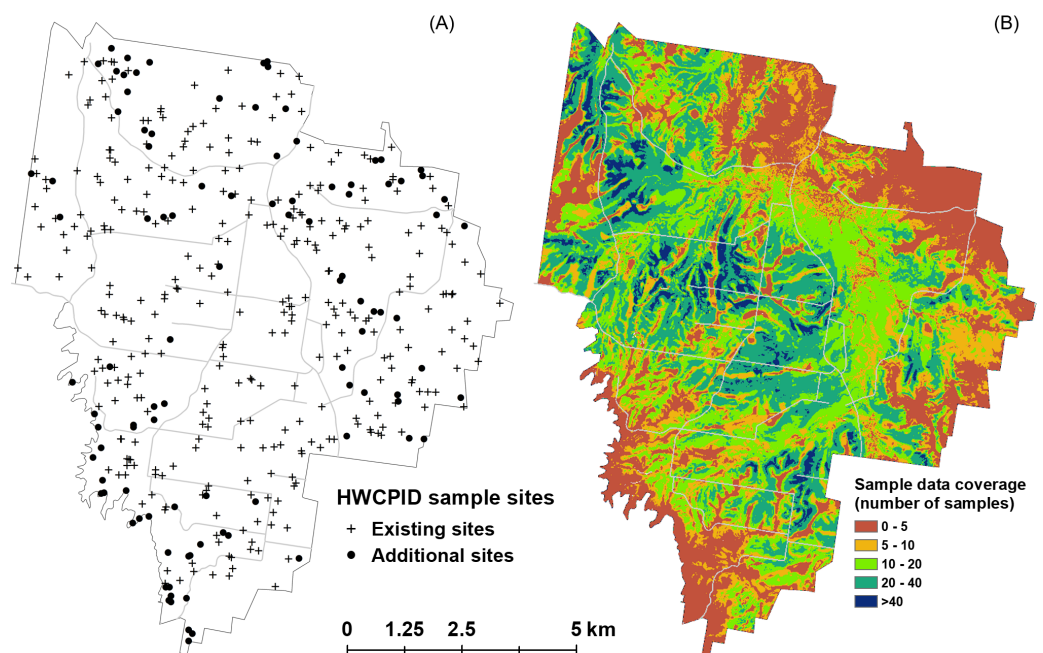 (A)
(B)
HWCPID sample sites
Existing sites
Additional sites
0 1.25 2.5 5 km
Sample data coverage
(number of samples)
0 - 5
5 - 10
10 - 20
20 - 40
>40